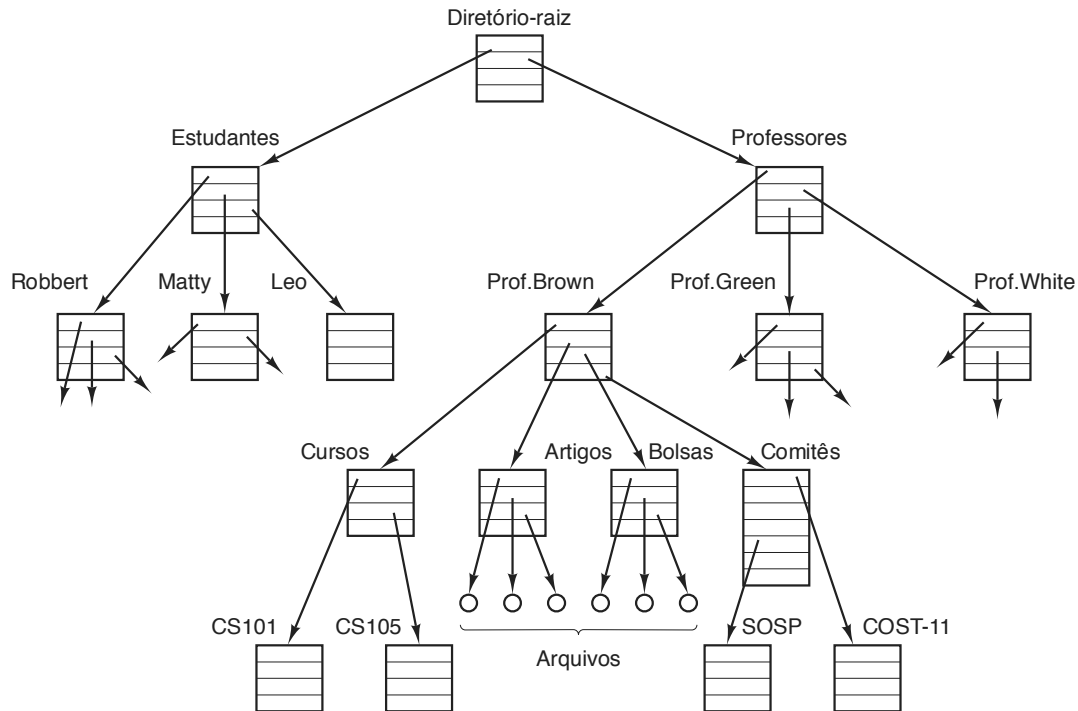 Diretório-raiz
Estudantes
Professores
Robbert
Matty
Leo
Prof.Brown
Prof.Green
Prof.White
Cursos
Artigos
Bolsas
Comitês
CS101
CS105
Arquivos
SOSP
COST-11